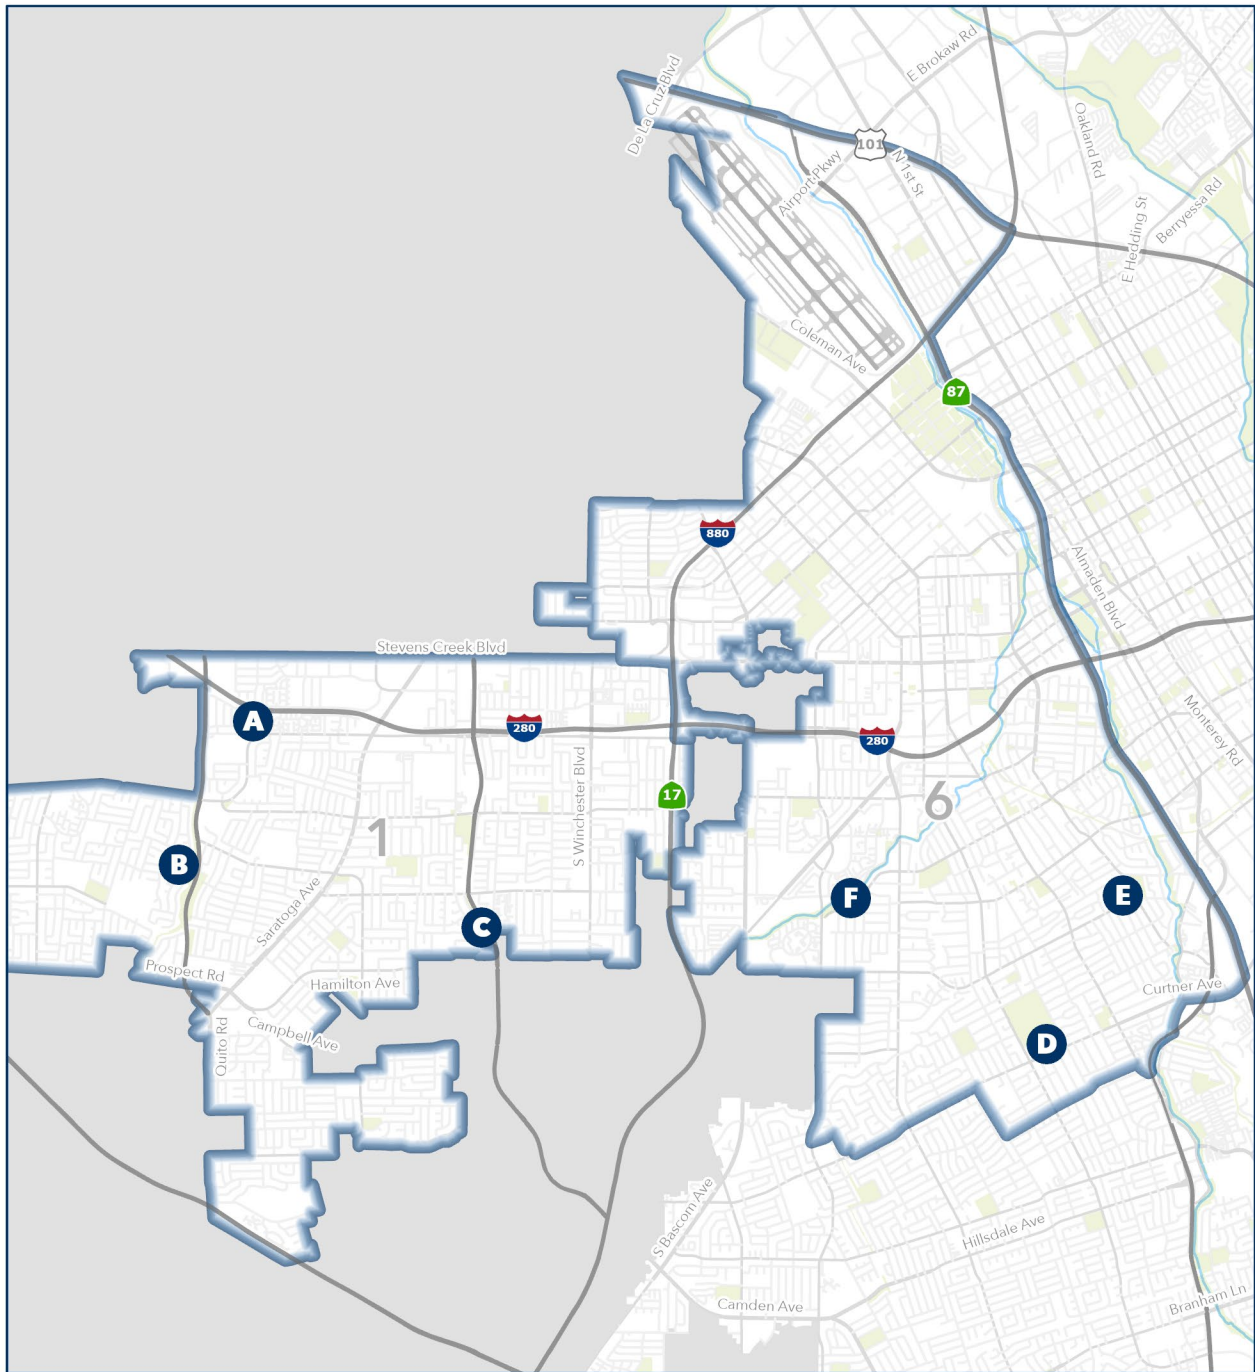 De La Cruz Blvd
E Brokaw Rd
101
Oakland Rd
N 1st St
Airport Pkwy
E Hedding St
Berryessa Rd
Coleman Ave
87
880
Almaden Blvd
Stevens Creek Blvd
A
280
280
Monterey Rd
S Winchester Blvd
17
6
1
B
Saratoga Ave
F
E
C
Prospect Rd
Hamilton Ave
Curtner Ave
Quito Rd
Campbell Ave
D
S Bascom Ave
Hillsdale Ave
Camden Ave
Branham Ln